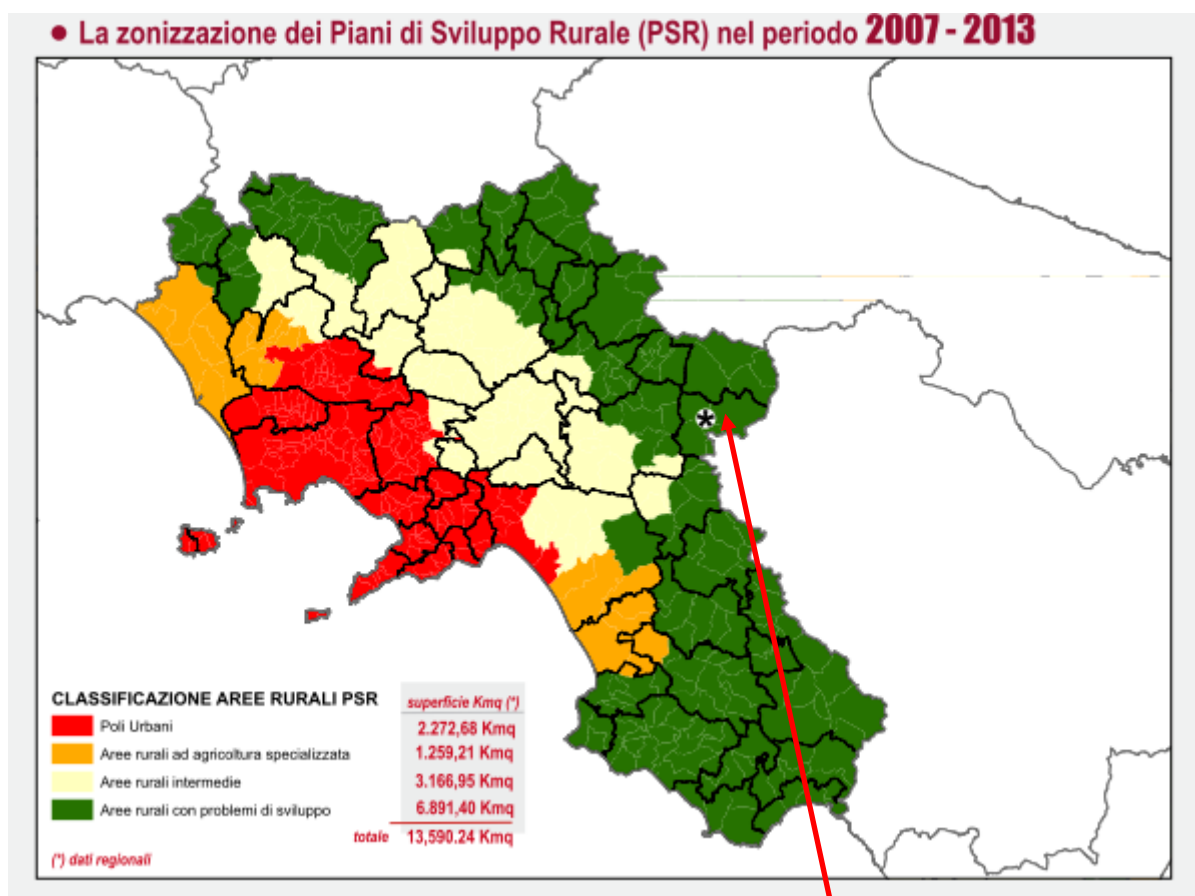 • La zonizzazione dei Piani di Sviluppo Rurale (PSR) nel periodo 2007 - 2013
*
CLASSIFICAZIONE AREE RURALI PSR
superficie Kmq (*)
Poli Urbani 2.272,68 Kmq
Aree rurali ad agricoltura specializzata 1.259,21 Kmq
Aree rurali intermedie 3.166,95 Kmq
Aree rurali con problemi di sviluppo 6.891,40 Kmq
totale 13,590.24 Kmq
(*) dati regionali